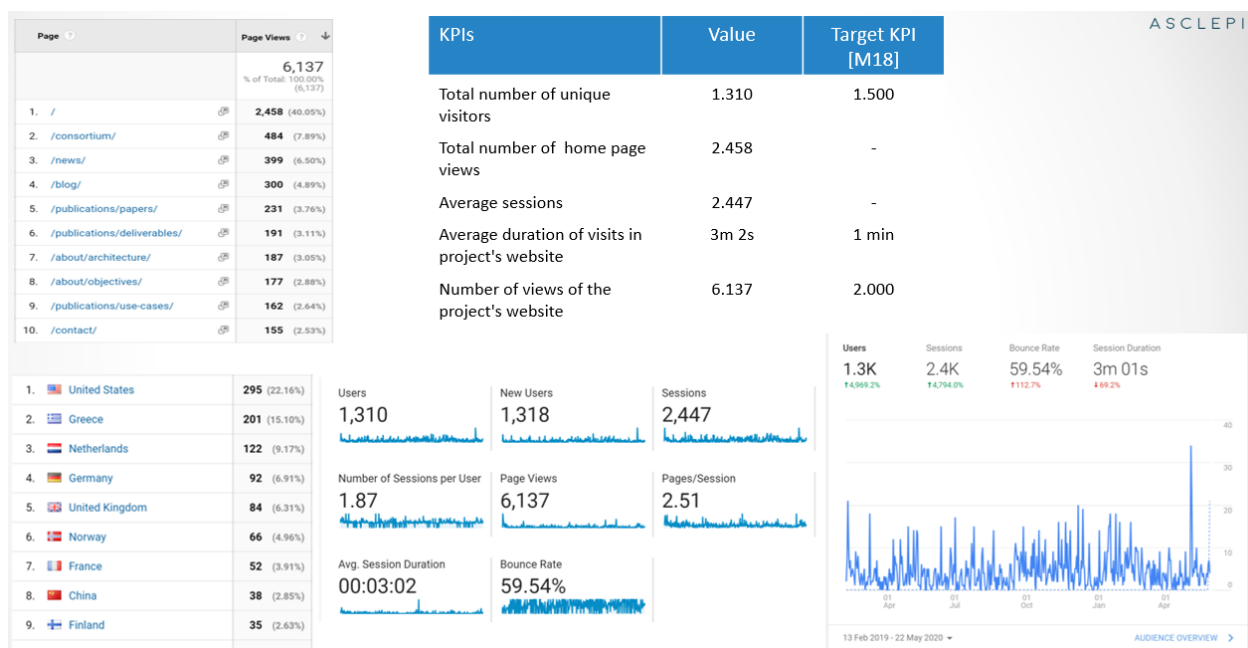 ASCLEPI
Page
Page Views
6,137
% of Total: 100.00%
(6,137)
1. / 2,458 (40.05%)
2. /consortium/ 484 (7.89%)
3. /news/ 399 (6.50%)
4. /blog/ 300 (4.89%)
5. /publications/papers/ 231 (3.76%)
6. /publications/deliverables/ 191 (3.11%)
7. /about/architecture/ 187 (3.05%)
8. /about/objectives/ 177 (2.88%)
9. /publications/use-cases/ 162 (2.64%)
10. /contact/ 155 (2.53%)
KPIs Value Target KPI
[M18]
Total number of unique 1.310 1.500
visitors
Total number of home page 2.458 -
views
Average sessions 2.447 -
Average duration of visits in 3m 2s 1 min
project's website
Number of views of the 6.137 2.000
project's website
1. United States 295 (22.16%)
2. Greece 201 (15.10%)
3. Netherlands 122 (9.17%)
4. Germany 92 (6.91%)
5. United Kingdom 84 (6.31%)
6. Norway 66 (4.96%)
7. France 52 (3.91%)
8. China 38 (2.85%)
9. Finland 35 (2.63%)
Users New Users Sessions
1,310 1,318 2,447
Number of Sessions per User Page Views Pages/Session
1.87 6,137 2.51
Avg. Session Duration Bounce Rate
00:03:02 59.54%
Users Sessions Bounce Rate Session Duration
1.3K 2.4K 59.54% 3m 01s
↑4,969.2% ↑4,794.0% ↑112.7% ↓69.2%
40
30
20
10
0
01 01 01 01 01
Apr Jul Oct Jan Apr
13 Feb 2019 - 22 May 2020
AUDIENCE OVERVIEW